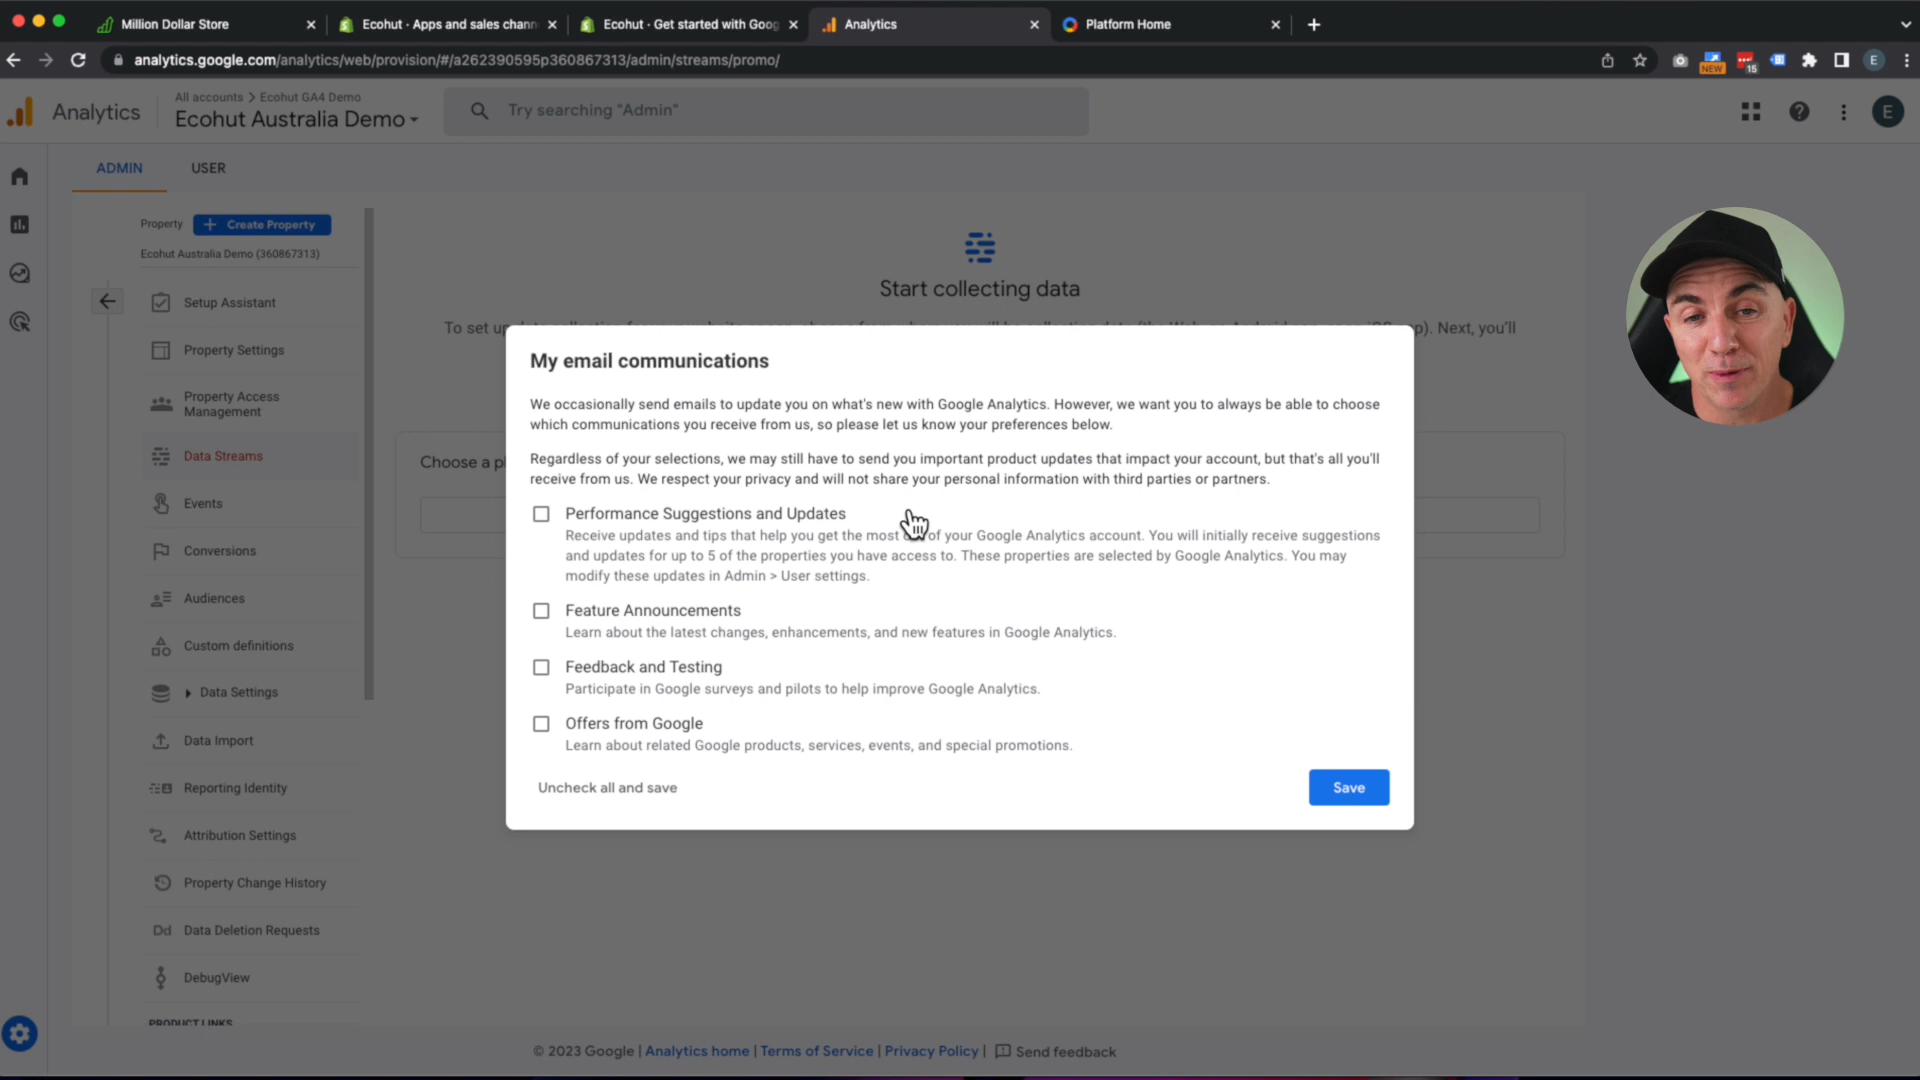 Million Dollar Store
Ecohut · Apps and sales chann
Ecohut · Get started with Goog
Analytics
Platform Home
analytics.google.com/analytics/web/provision/#/a262390595p360867313/admin/streams/promo/
NEW
15
E
Analytics
All accounts > Ecohut GA4 Demo
Ecohut Australia Demo
Try searching "Admin"
E
ADMIN
USER
Property
+ Create Property
Ecohut Australia Demo (360867313)
Setup Assistant
Property Settings
Property Access
Management
Data Streams
Events
Conversions
Audiences
Custom definitions
Data Settings
Data Import
Reporting Identity
Attribution Settings
Property Change History
Dd Data Deletion Requests
DebugView
PRODUCT LINKS
Start collecting data
To set up
p). Next, you'll
Choose a p
My email communications
We occasionally send emails to update you on what's new with Google Analytics. However, we want you to always be able to choose
which communications you receive from us, so please let us know your preferences below.
Regardless of your selections, we may still have to send you important product updates that impact your account, but that's all you'll
receive from us. We respect your privacy and will not share your personal information with third parties or partners.
Performance Suggestions and Updates
Receive updates and tips that help you get the most of your Google Analytics account. You will initially receive suggestions
and updates for up to 5 of the properties you have access to. These properties are selected by Google Analytics. You may
modify these updates in Admin > User settings.
Feature Announcements
Learn about the latest changes, enhancements, and new features in Google Analytics.
Feedback and Testing
Participate in Google surveys and pilots to help improve Google Analytics.
Offers from Google
Learn about related Google products, services, events, and special promotions.
Uncheck all and save
Save
© 2023 Google | Analytics home | Terms of Service | Privacy Policy | Send feedback